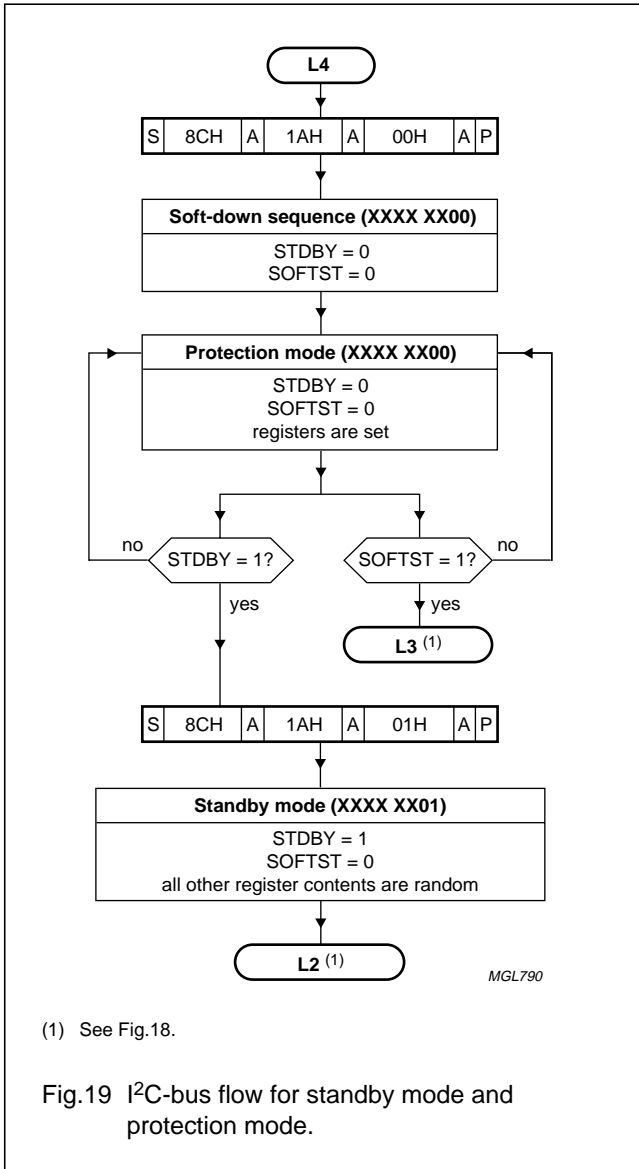 L4
S 8CH A 1AH A 00H A P
Soft-down sequence (XXXX XX00)
STDBY = 0
SOFTST = 0
Protection mode (XXXX XX00)
STDBY = 0
SOFTST = 0
registers are set
no STDBY = 1? SOFTST = 1? no
yes yes
L3 (1)
S 8CH A 1AH A 01H A P
Standby mode (XXXX XX01)
STDBY = 1
SOFTST = 0
all other register contents are random
L2 (1)
MGL790
(1) See Fig.18.
Fig.19 I²C-bus flow for standby mode and
protection mode.